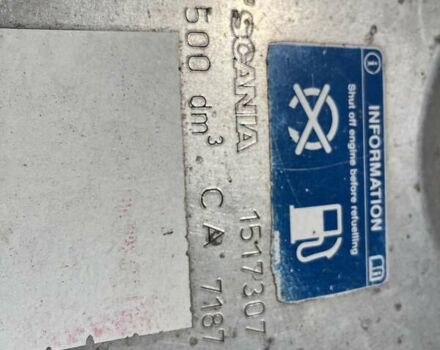 INFORMATION
Shut off engine before refuelling
SCANIA 1517307
500 dm³ CA 7187